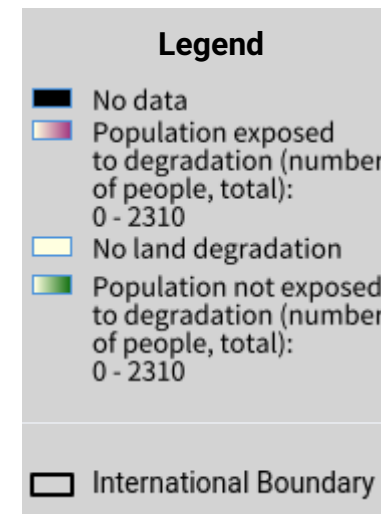 Legend
No data
Population exposed
to degradation (number
of people, total):
0 - 2310
No land degradation
Population not exposed
to degradation (number
of people, total):
0 - 2310
International Boundary